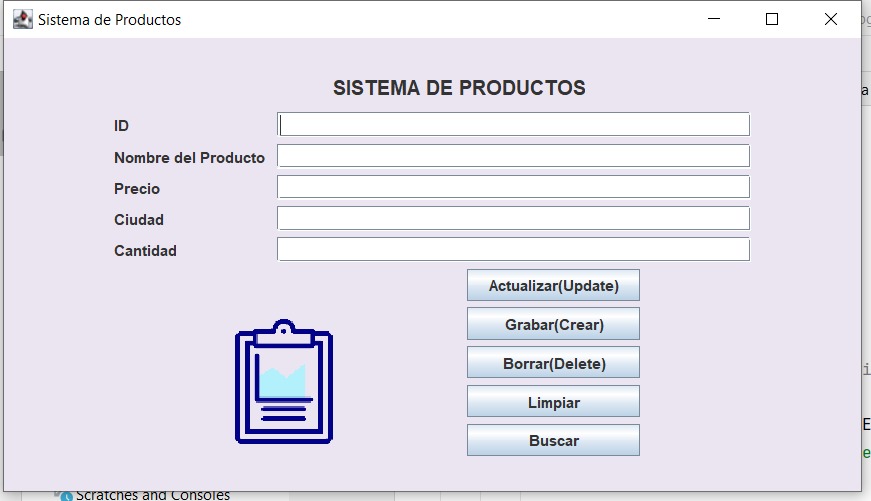 Sistema de Productos
SISTEMA DE PRODUCTOS
ID
Nombre del Producto
Precio
Ciudad
Cantidad
Actualizar(Update)
Grabar(Crear)
Borrar(Delete)
Limpiar
Buscar
Scratches and Consoles